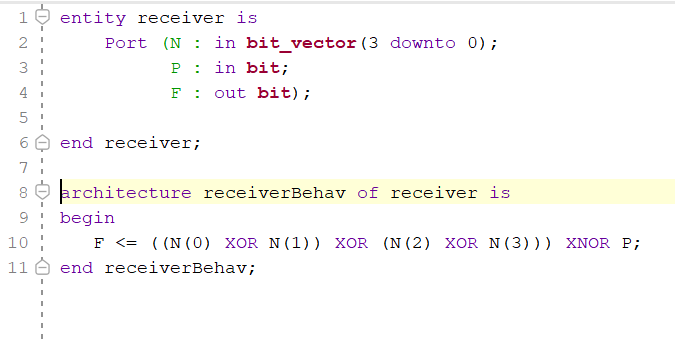 1 entity receiver is
2 Port (N : in bit_vector(3 downto 0);
3 P : in bit;
4 F : out bit);
5
6 end receiver;
7
8 architecture receiverBehav of receiver is
9 begin
10 F <= ((N(0) XOR N(1)) XOR (N(2) XOR N(3))) XNOR P;
11 end receiverBehav;